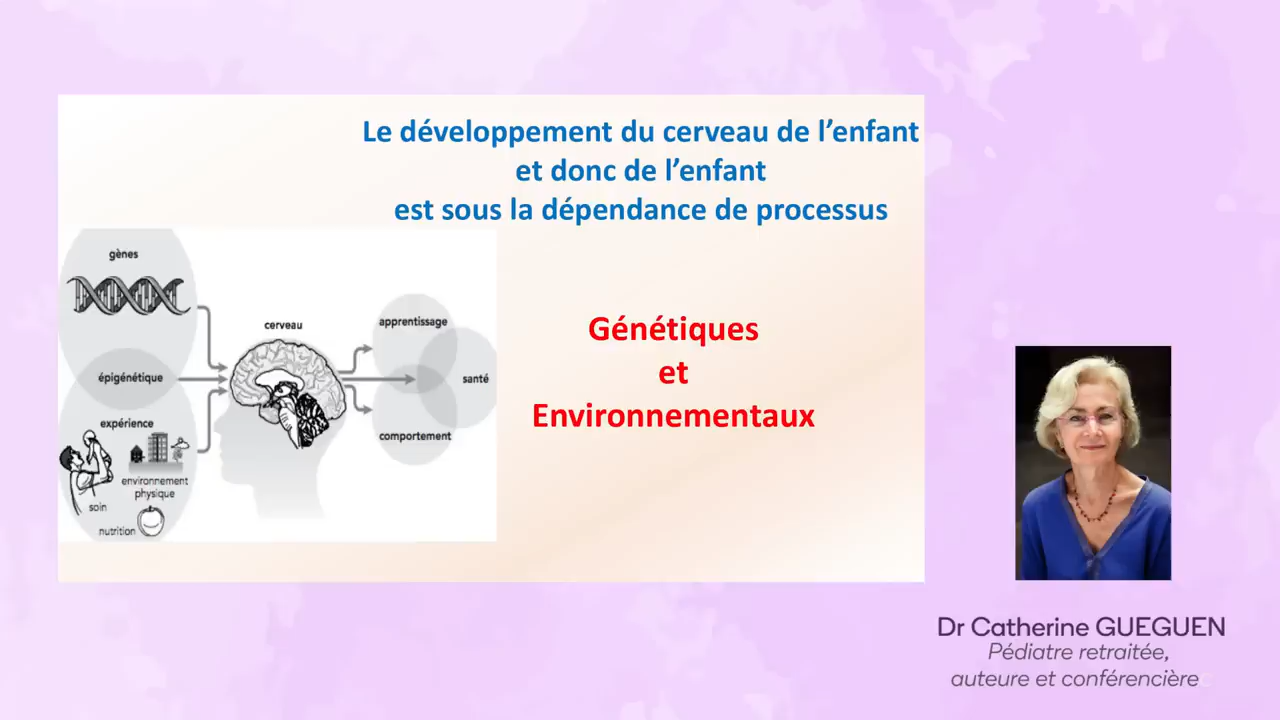 Le développement du cerveau de l’enfant
et donc de l’enfant
est sous la dépendance de processus
gènes
cerveau
apprentissage
épigénétique
santé
expérience
comportement
environnement
physique
soin
nutrition
Génétiques
et
Environnementaux
Dr Catherine GUEGUEN
Pédiatre retraitée,
auteure et conférencière